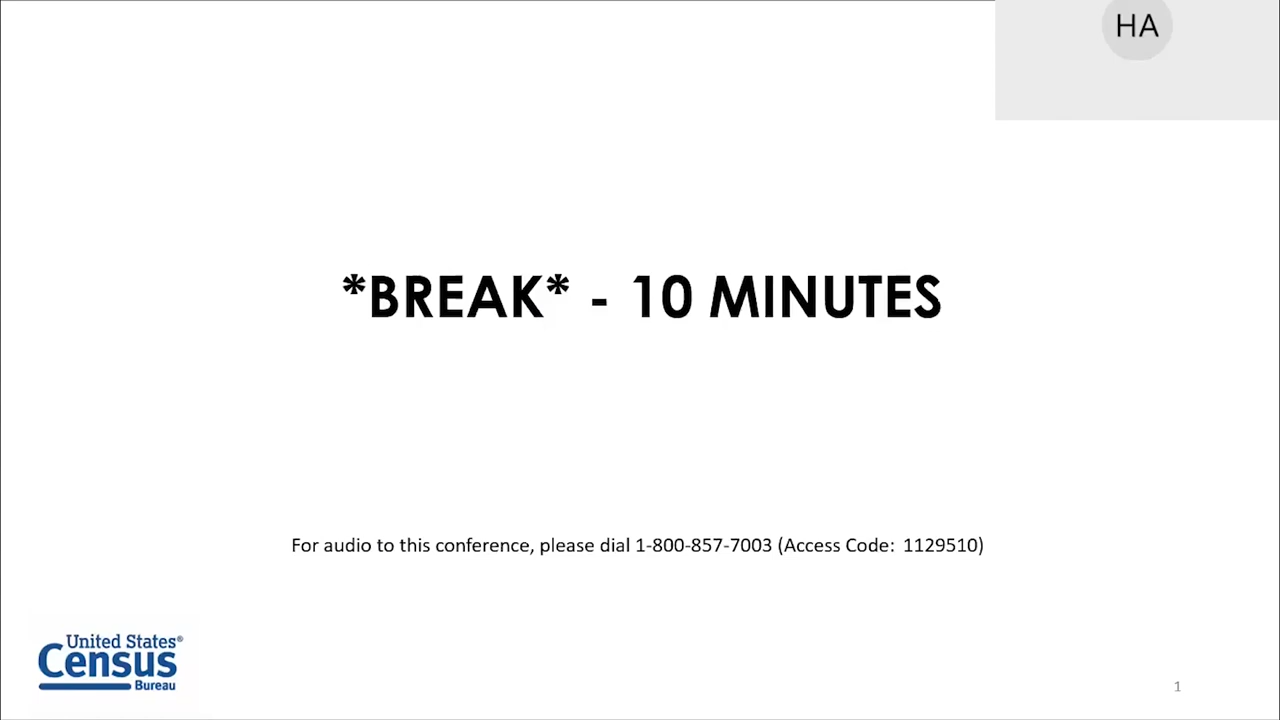 HA
*BREAK* - 10 MINUTES
For audio to this conference, please dial 1-800-857-7003 (Access Code: 1129510)
United States®
Census
Bureau
1